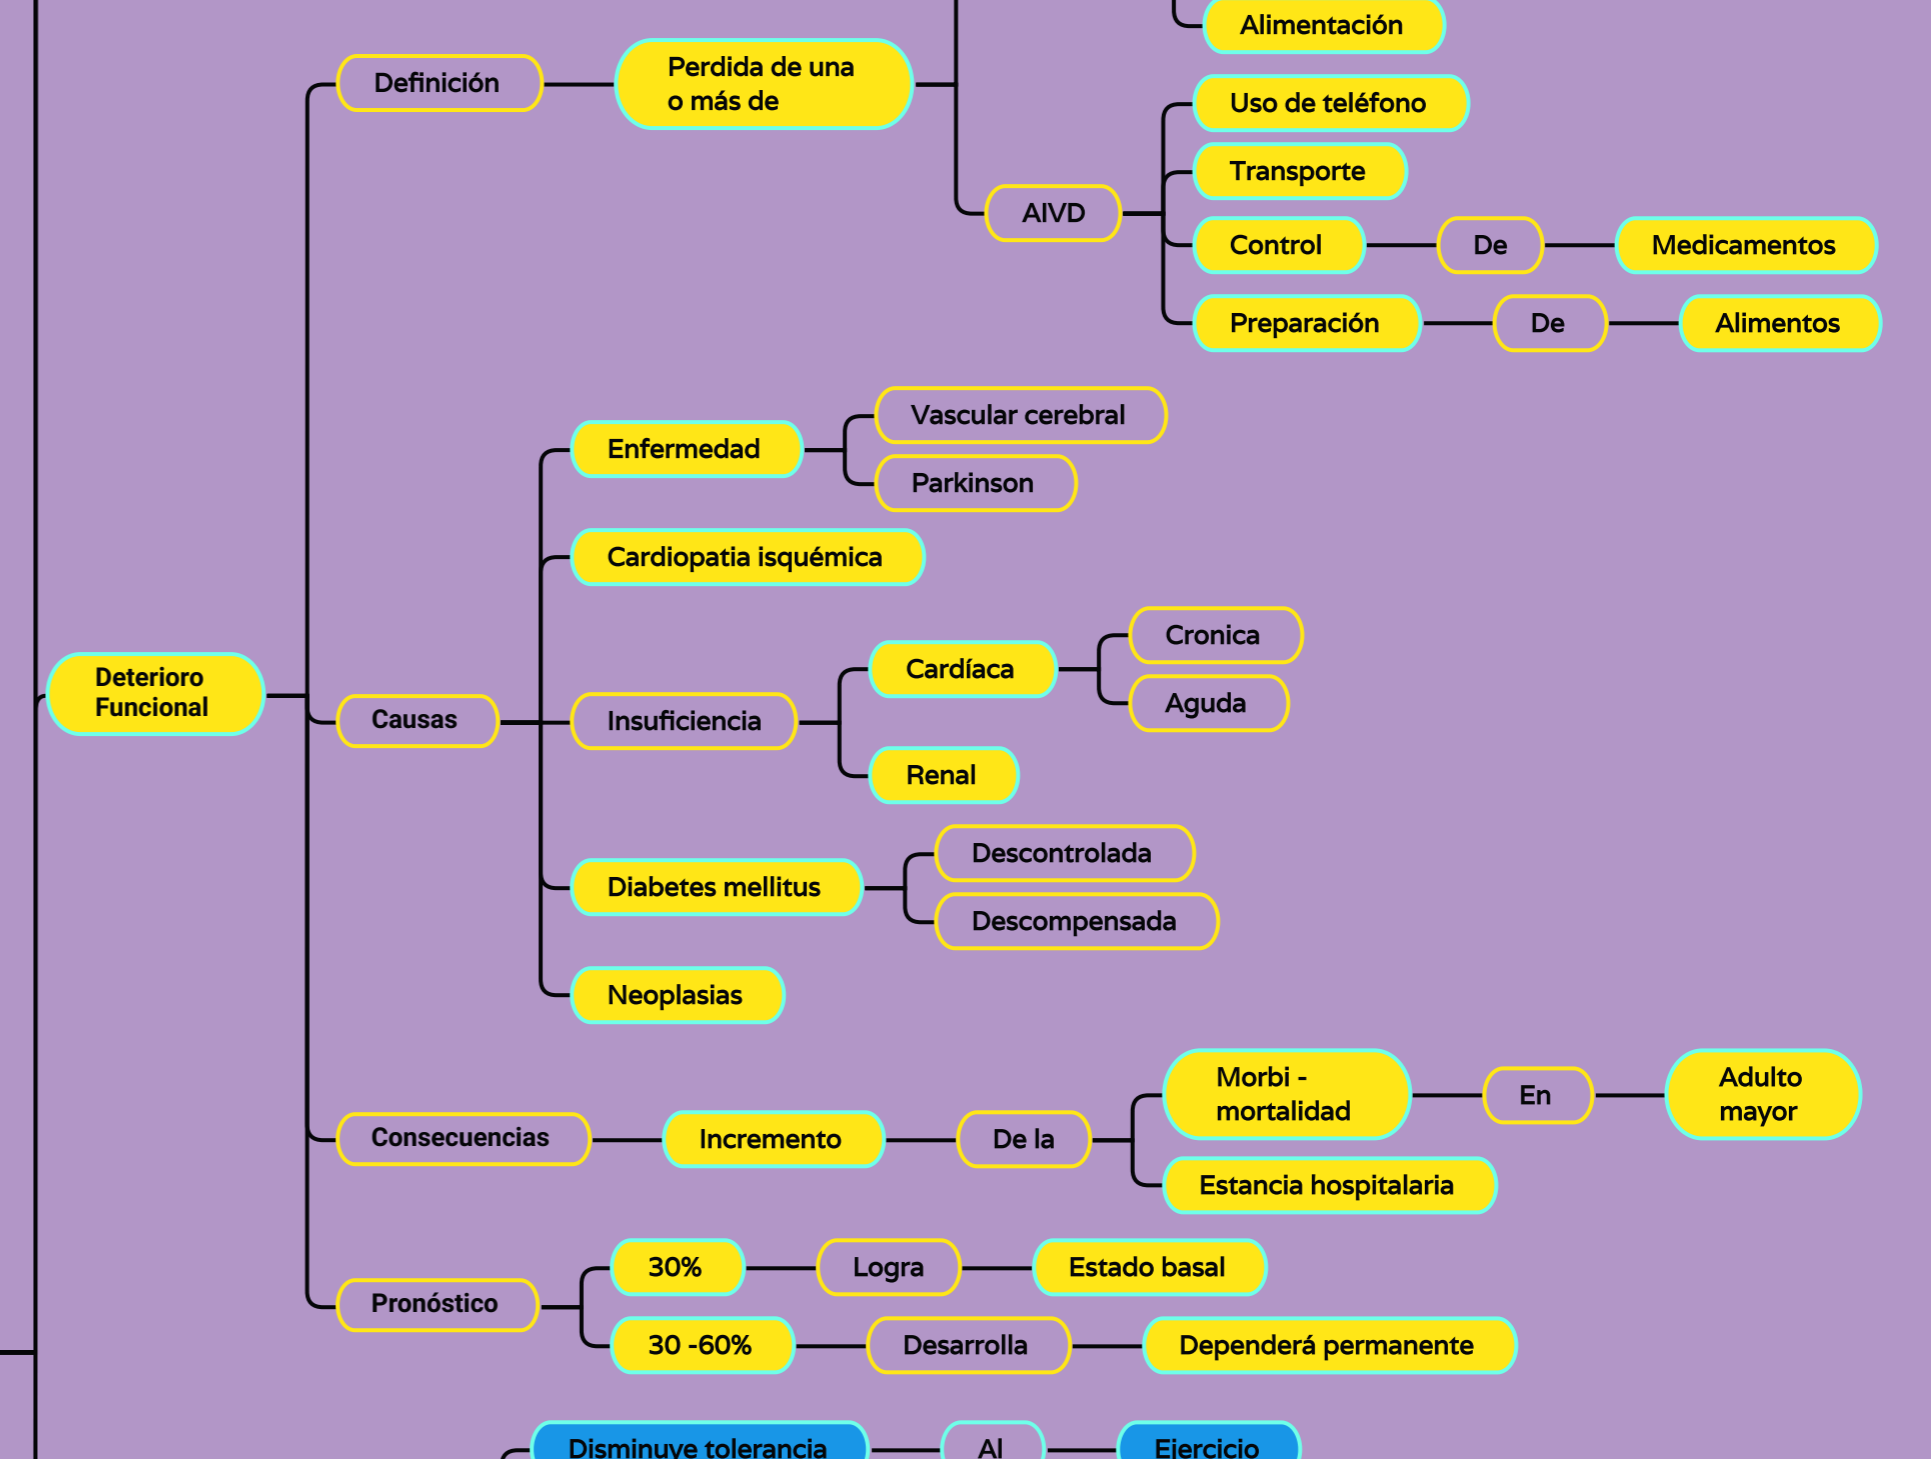 Alimentación
Definición
Perdida de una
o más de
Uso de teléfono
Transporte
AIVD
Control
De
Medicamentos
Preparación
De
Alimentos
Vascular cerebral
Enfermedad
Parkinson
Cardiopatia isquémica
Cronica
Cardíaca
Aguda
Deterioro
Funcional
Causas
Insuficiencia
Renal
Descontrolada
Diabetes mellitus
Descompensada
Neoplasias
Morbi -
mortalidad
En
Adulto
mayor
Consecuencias
Incremento
De la
Estancia hospitalaria
30%
Logra
Estado basal
Pronóstico
30 -60%
Desarrolla
Dependerá permanente
Disminuye tolerancia
Al
Ejercicio